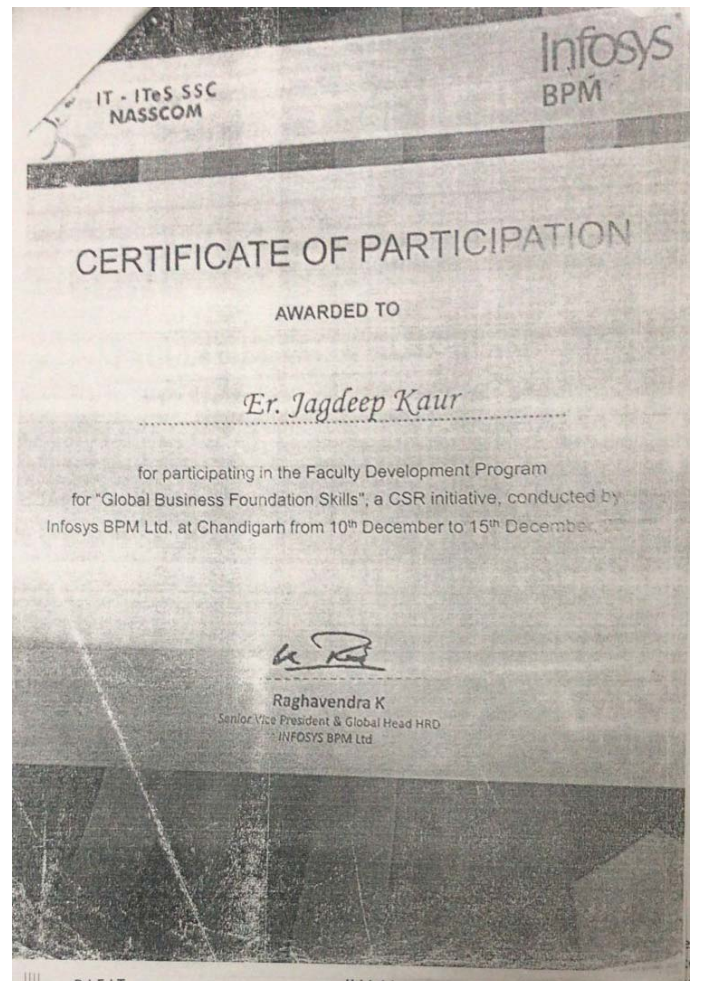 IT - ITeS SSC
NASSCOM
Infosys
BPM
CERTIFICATE OF PARTICIPATION
AWARDED TO
Er. Jagdeep Kaur
for participating in the Faculty Development Program
for "Global Business Foundation Skills", a CSR initiative, conducted by
Infosys BPM Ltd. at Chandigarh from 10th December to 15th December
Raghavendra K
Senior Vice President & Global Head HRD
INFOSYS BPM Ltd